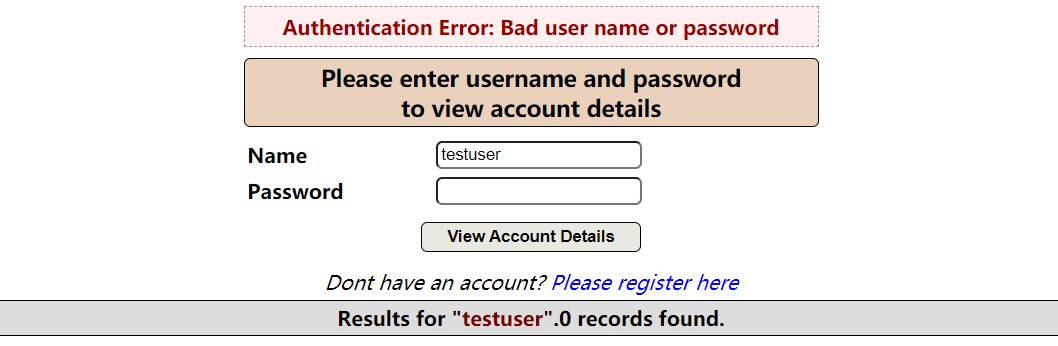 Authentication Error: Bad user name or password
Please enter username and password
to view account details
Name
testuser
Password
View Account Details
Dont have an account? Please register here
Results for "testuser".0 records found.